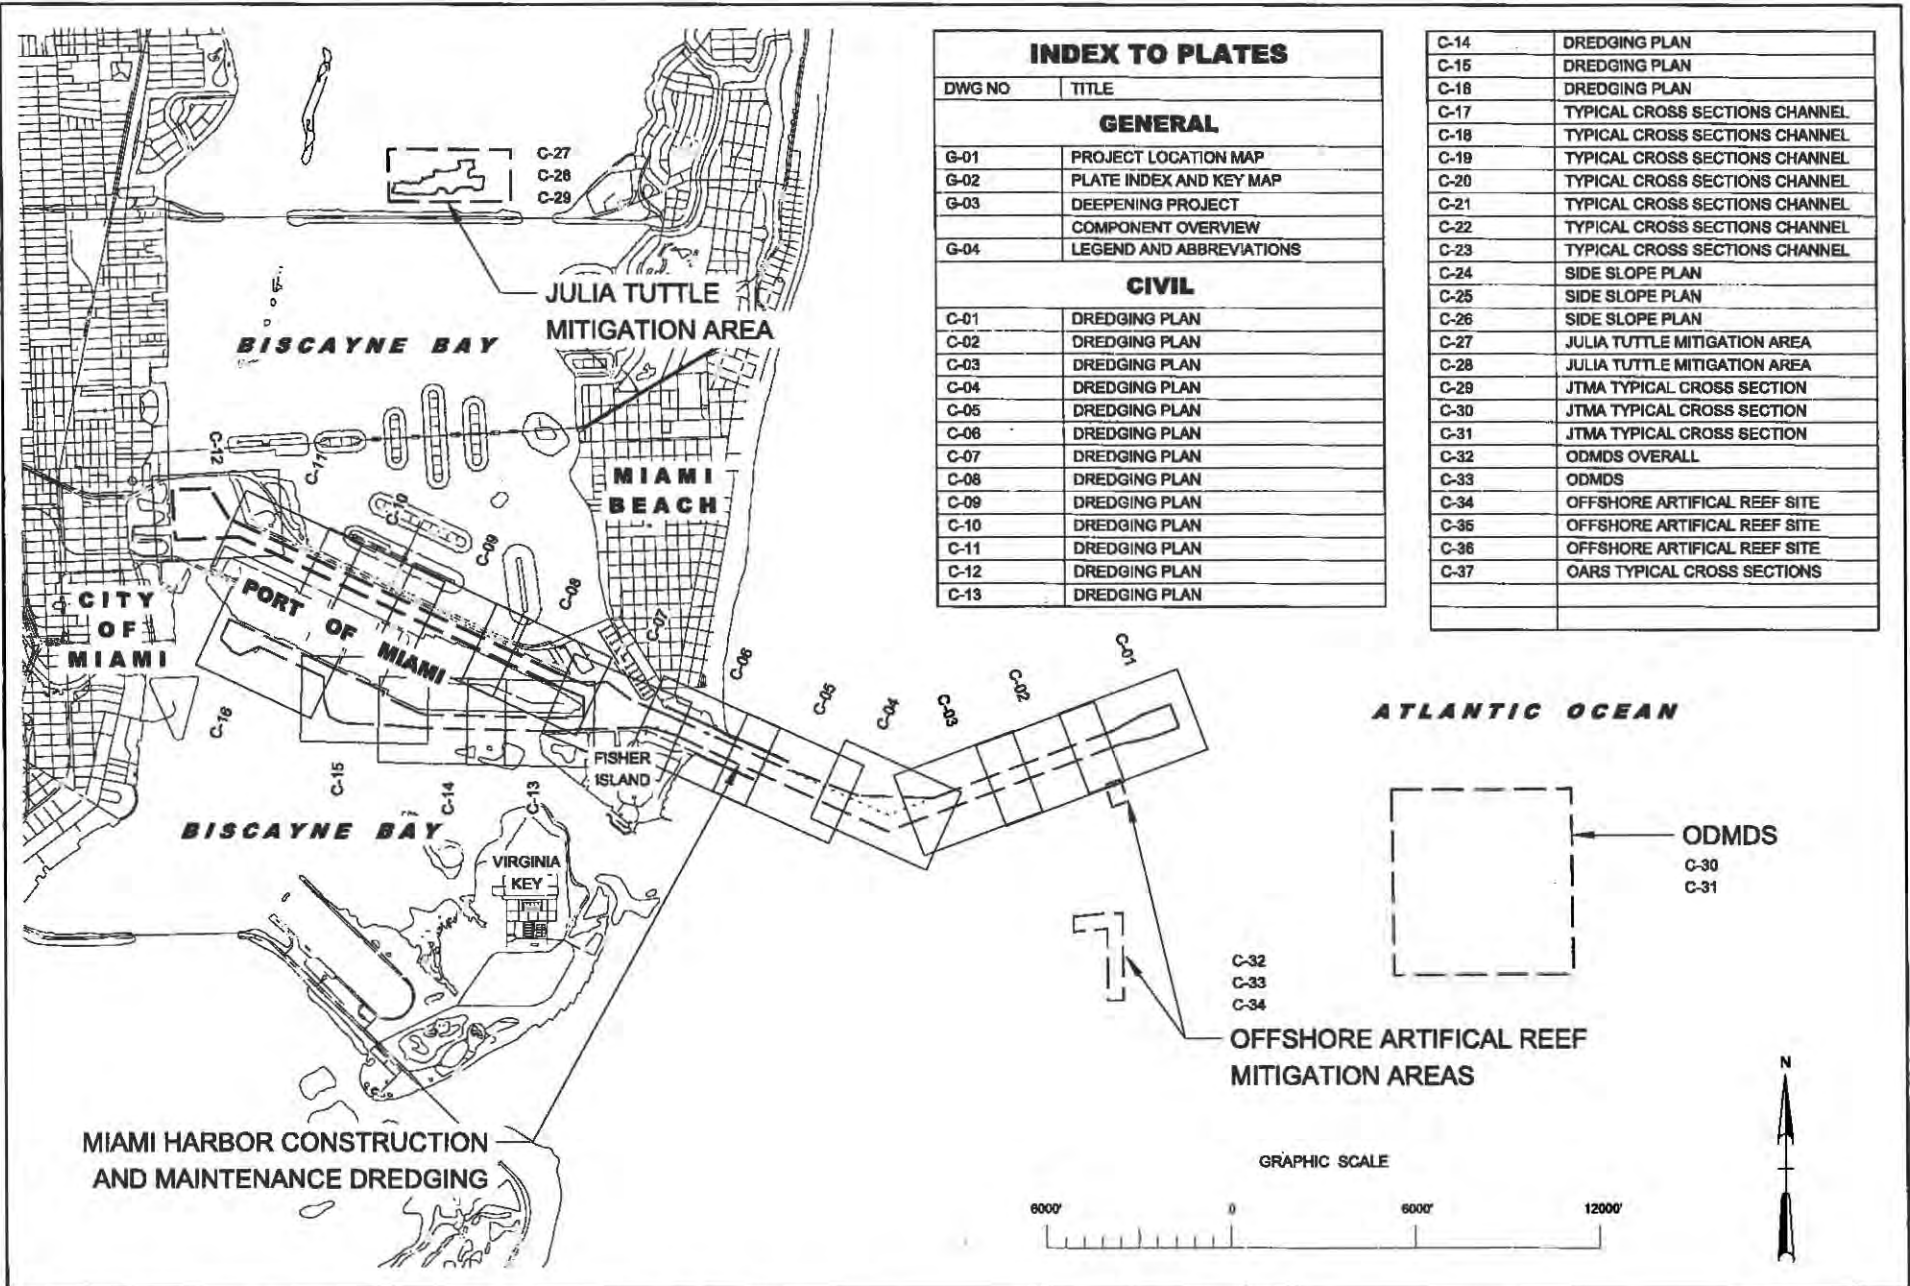 INDEX TO PLATES
DWG NO TITLE
GENERAL
G-01 PROJECT LOCATION MAP
G-02 PLATE INDEX AND KEY MAP
G-03 DEEPENING PROJECT
COMPONENT OVERVIEW
G-04 LEGEND AND ABBREVIATIONS
CIVIL
C-01 DREDGING PLAN
C-02 DREDGING PLAN
C-03 DREDGING PLAN
C-04 DREDGING PLAN
C-05 DREDGING PLAN
C-06 DREDGING PLAN
C-07 DREDGING PLAN
C-08 DREDGING PLAN
C-09 DREDGING PLAN
C-10 DREDGING PLAN
C-11 DREDGING PLAN
C-12 DREDGING PLAN
C-13 DREDGING PLAN
C-14 DREDGING PLAN
C-15 DREDGING PLAN
C-16 DREDGING PLAN
C-17 TYPICAL CROSS SECTIONS CHANNEL
C-18 TYPICAL CROSS SECTIONS CHANNEL
C-19 TYPICAL CROSS SECTIONS CHANNEL
C-20 TYPICAL CROSS SECTIONS CHANNEL
C-21 TYPICAL CROSS SECTIONS CHANNEL
C-22 TYPICAL CROSS SECTIONS CHANNEL
C-23 TYPICAL CROSS SECTIONS CHANNEL
C-24 SIDE SLOPE PLAN
C-25 SIDE SLOPE PLAN
C-26 SIDE SLOPE PLAN
C-27 JULIA TUTTLE MITIGATION AREA
C-28 JULIA TUTTLE MITIGATION AREA
C-29 JTMA TYPICAL CROSS SECTION
C-30 JTMA TYPICAL CROSS SECTION
C-31 JTMA TYPICAL CROSS SECTION
C-32 ODMDS OVERALL
C-33 ODMDS
C-34 OFFSHORE ARTIFICAL REEF SITE
C-35 OFFSHORE ARTIFICAL REEF SITE
C-36 OFFSHORE ARTIFICAL REEF SITE
C-37 OARS TYPICAL CROSS SECTIONS
C-27
C-28
C-29
JULIA TUTTLE
MITIGATION AREA
BISCAYNE BAY
MIAMI
BEACH
C-12
C-11
C-10
C-09
C-08
C-07
C-06
C-05
C-04
C-03
C-02
C-01
CITY
OF
MIAMI
PORT OF MIAMI
C-16
C-15
C-14
C-13
FISHER
ISLAND
ATLANTIC OCEAN
BISCAYNE BAY
VIRGINIA
KEY
ODMDS
C-30
C-31
C-32
C-33
C-34
OFFSHORE ARTIFICAL REEF
MITIGATION AREAS
MIAMI HARBOR CONSTRUCTION
AND MAINTENANCE DREDGING
GRAPHIC SCALE
6000' 0 6000' 12000'
N